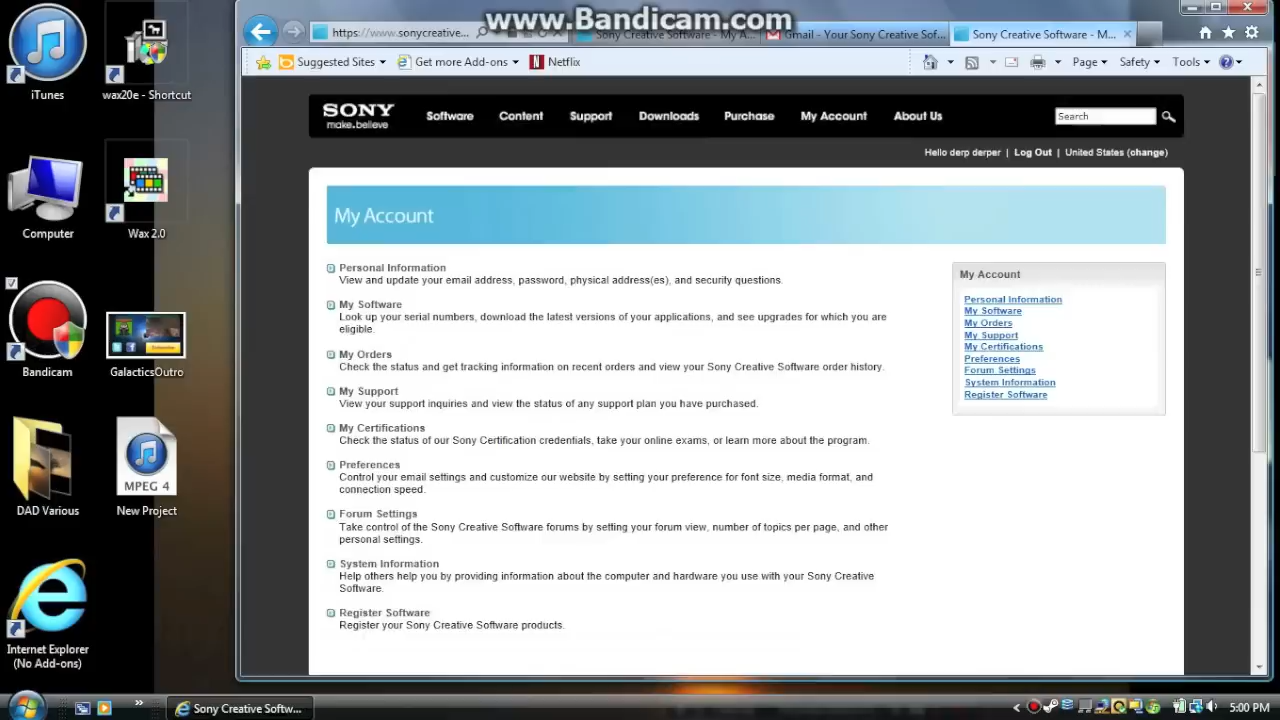 www.Bandicam.com
https://www.sonycreative...
Sony Creative Software - My A...
Gmail - Your Sony Creative Sof...
Sony Creative Software - M...
Suggested Sites
Get more Add-ons
Netflix
Page
Safety
Tools
iTunes
wax20e - Shortcut
Computer
Wax 2.0
Bandicam
GalacticsOutro
DAD Various
MPEG 4
New Project
Internet Explorer
(No Add-ons)
SONY
make.believe
Software
Content
Support
Downloads
Purchase
My Account
About Us
Search
Hello derp derper | Log Out | United States (change)
My Account
Personal Information
View and update your email address, password, physical address(es), and security questions.
My Software
Look up your serial numbers, download the latest versions of your applications, and see upgrades for which you are
eligible.
My Orders
Check the status and get tracking information on recent orders and view your Sony Creative Software order history.
My Support
View your support inquiries and view the status of any support plan you have purchased.
My Certifications
Check the status of our Sony Certification credentials, take your online exams, or learn more about the program.
Preferences
Control your email settings and customize our website by setting your preference for font size, media format, and
connection speed.
Forum Settings
Take control of the Sony Creative Software forums by setting your forum view, number of topics per page, and other
personal settings.
System Information
Help others help you by providing information about the computer and hardware you use with your Sony Creative
Software.
Register Software
Register your Sony Creative Software products.
My Account
Personal Information
My Software
My Orders
My Support
My Certifications
Preferences
Forum Settings
System Information
Register Software
Sony Creative Softw...
5:00 PM